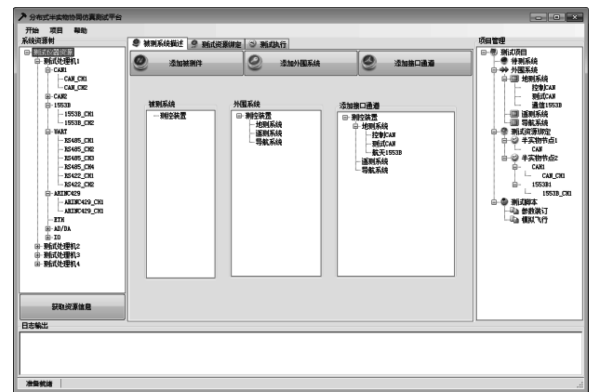 分布式半实物协同仿真测试平台
开始 项目 帮助
系统资源树
测试仪器资源
测试处理机1
CAN1
CAN_CH1
CAN_CH2
CAN2
1553B
1553B_CH1
1553B_CH2
UART
RS485_CH1
RS485_CH2
RS485_CH3
RS485_CH4
RS422_CH1
RS422_CH2
ARINC429
ARINC429_CH1
ARINC429_CH2
ETH
AD/DA
IO
测试处理机2
测试处理机3
测试处理机4
获取资源信息
被测系统描述 测试资源绑定 测试执行
添加被测件 添加外围系统 添加接口通道
被测系统
测控装置
外围系统
测控装置
地测系统
遥测系统
导航系统
添加接口通道
测控装置
地测系统
控制CAN
测试CAN
航天1553B
遥测系统
导航系统
项目管理
测试项目
待测系统
外围系统
地测系统
控制CAN
测试CAN
通信1553B
遥测系统
导航系统
测试资源绑定
半实物节点1
CAN
半实物节点2
CAN1
CAN_CH1
1553B1
1553B_CH1
测试脚本
参数装订
模拟飞行
日志输出
准备就绪